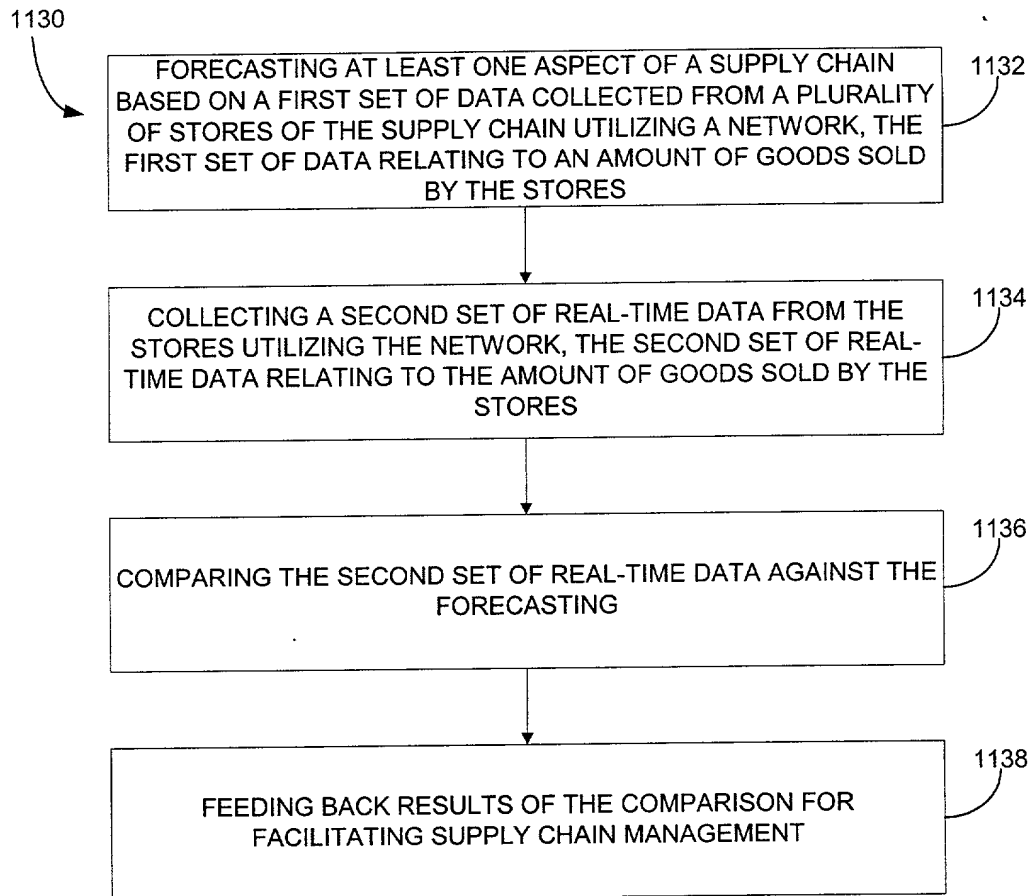 1130
FORECASTING AT LEAST ONE ASPECT OF A SUPPLY CHAIN
BASED ON A FIRST SET OF DATA COLLECTED FROM A PLURALITY
OF STORES OF THE SUPPLY CHAIN UTILIZING A NETWORK, THE
FIRST SET OF DATA RELATING TO AN AMOUNT OF GOODS SOLD
BY THE STORES
1132
COLLECTING A SECOND SET OF REAL-TIME DATA FROM THE
STORES UTILIZING THE NETWORK, THE SECOND SET OF REAL-
TIME DATA RELATING TO THE AMOUNT OF GOODS SOLD BY THE
STORES
1134
COMPARING THE SECOND SET OF REAL-TIME DATA AGAINST THE
FORECASTING
1136
FEEDING BACK RESULTS OF THE COMPARISON FOR
FACILITATING SUPPLY CHAIN MANAGEMENT
1138